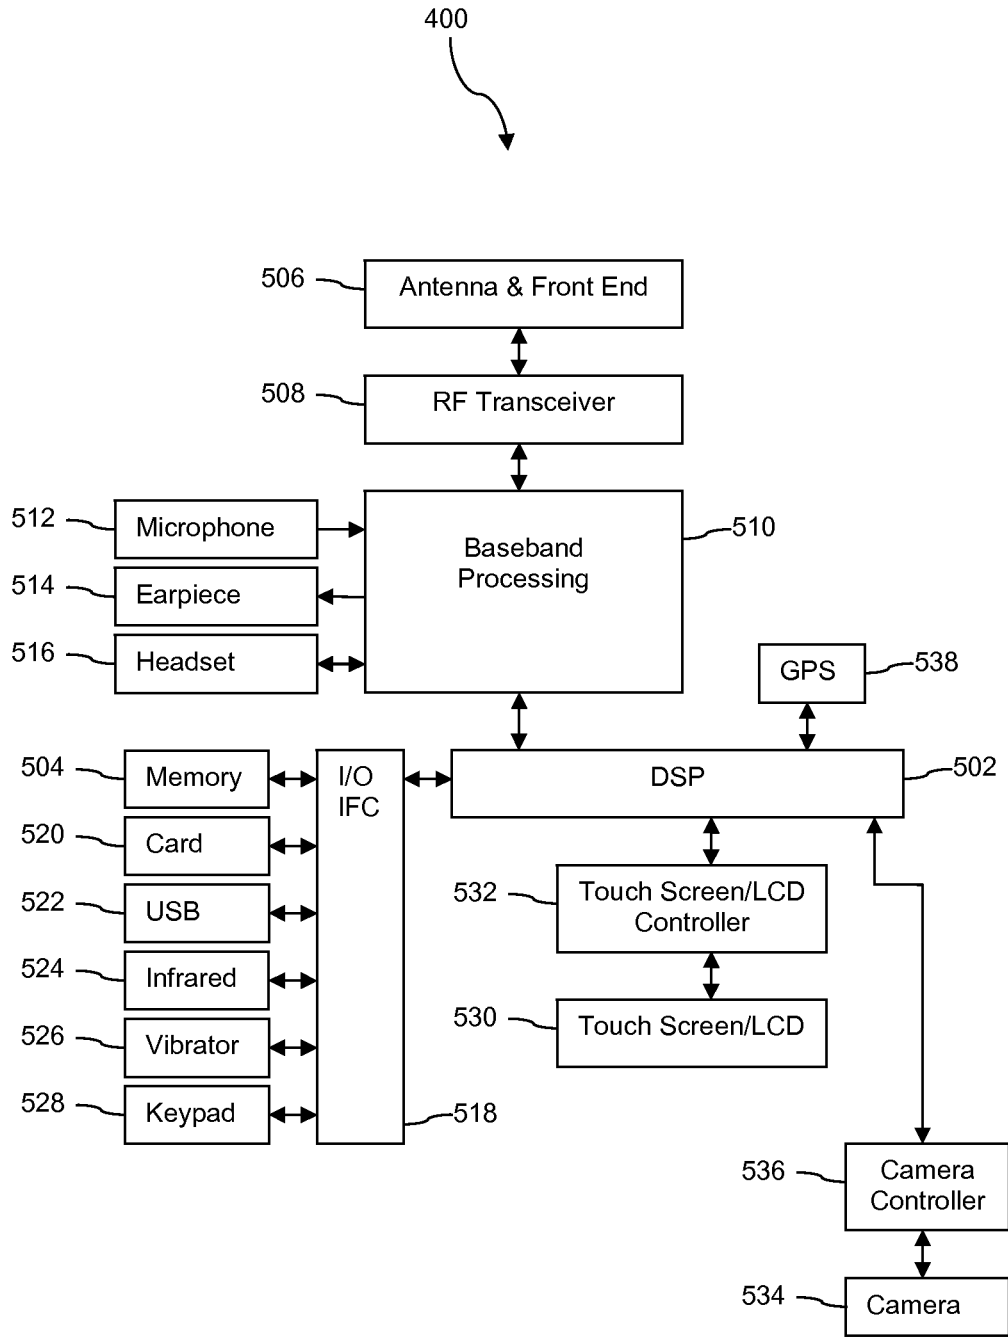 400
506
Antenna & Front End
508
RF Transceiver
512
Microphone
Baseband
Processing
510
514
Earpiece
516
Headset
GPS
538
504
Memory
I/O
IFC
DSP
502
520
Card
522
USB
532
Touch Screen/LCD
Controller
524
Infrared
530
Touch Screen/LCD
526
Vibrator
528
Keypad
518
536
Camera
Controller
534
Camera